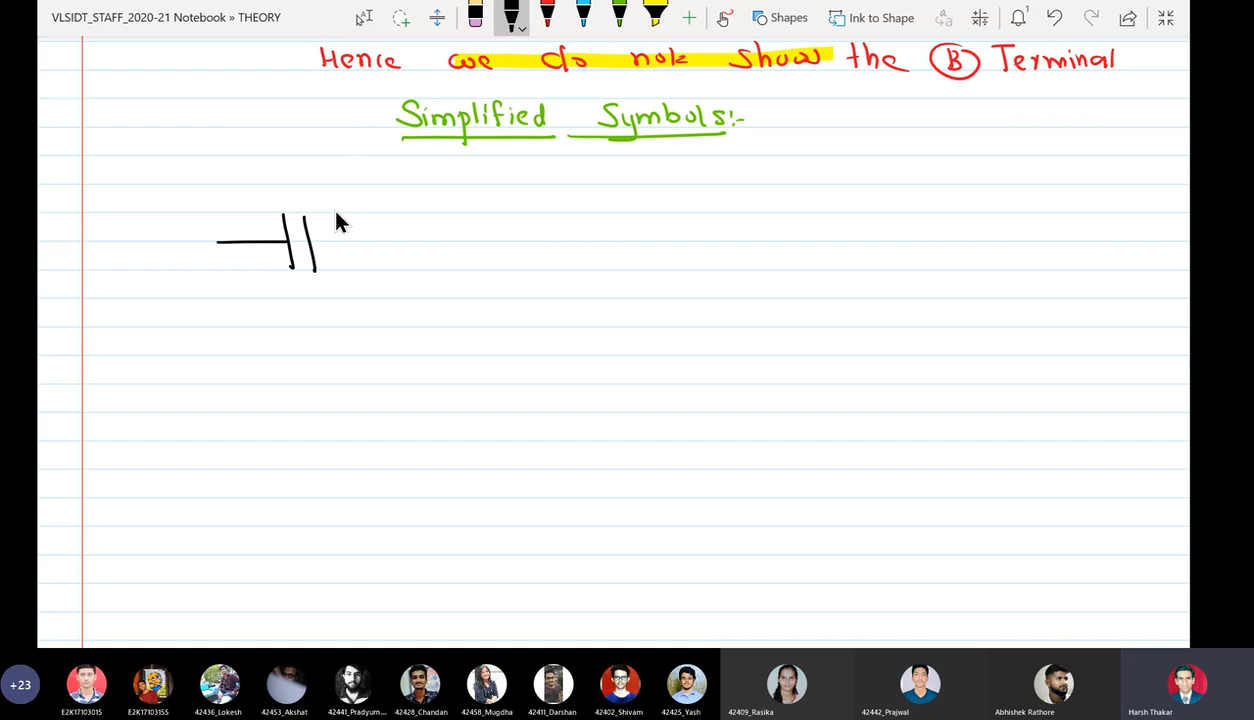 VLSIDT_STAFF_2020-21 Notebook » THEORY
Shapes
Ink to Shape
Hence we do not show the B Terminal
Simplified Symbols:-
+23
E2K17103015
E2K17103155
42436_Lokesh
42453_Akshat
42441_Pradyum...
42428_Chandan
42458_Mugdha
42411_Darshan
42402_Shivam
42425_Yash
42409_Rasika
42442_Prajwal
Abhishek Rathore
Harsh Thakar